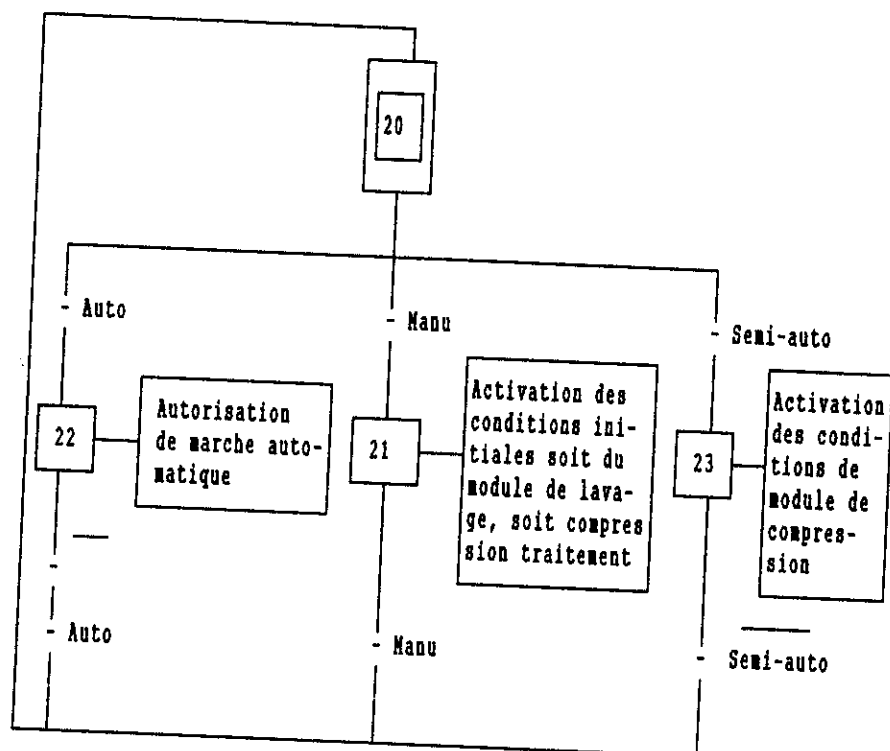 20
- Auto
- Manu
- Semi-auto
22
Autorisation
de marche auto-
matique
21
Activation des
conditions ini-
tiales soit du
module de lava-
ge, soit compres
sion traitement
23
Activation
des condi-
tions de
module de
compres-
sion
- Auto
- Manu
- Semi-auto